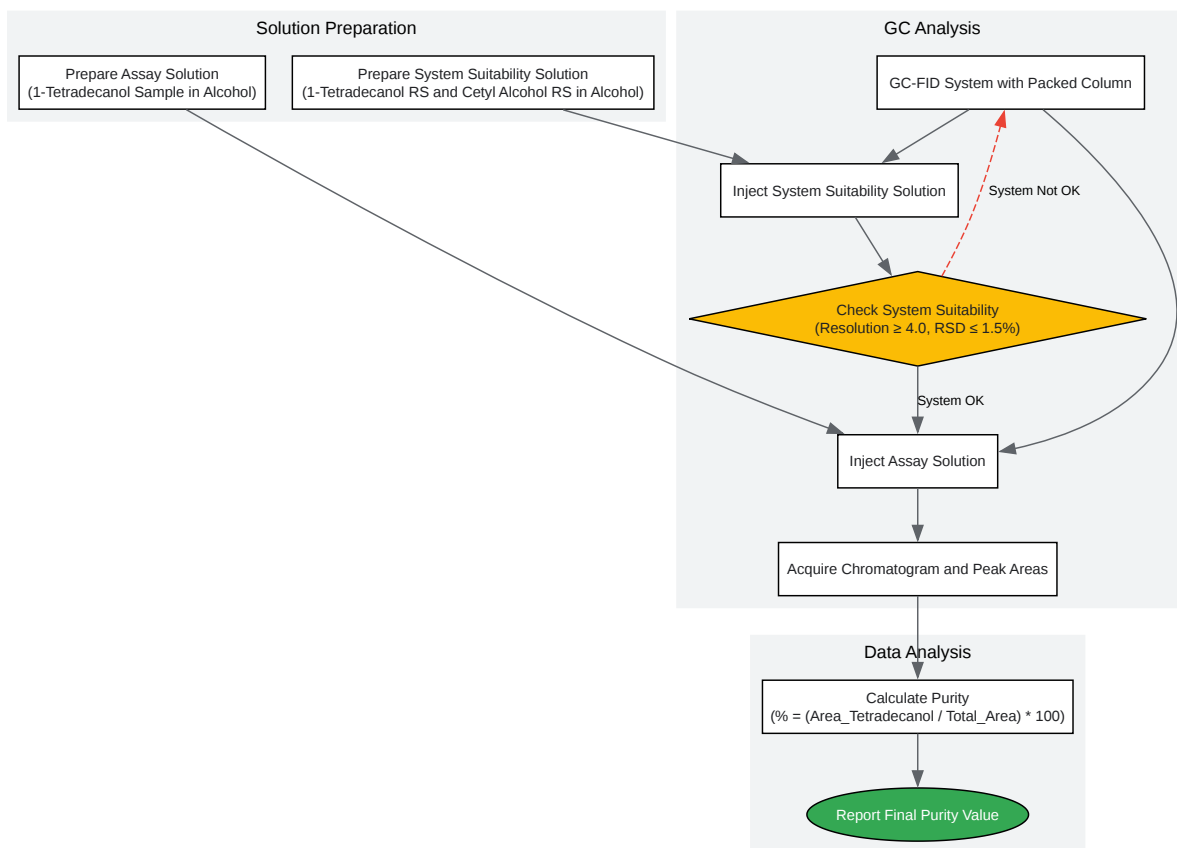 Solution Preparation
Prepare Assay Solution
(1-Tetradecanol Sample in Alcohol)
Prepare System Suitability Solution
(1-Tetradecanol RS and Cetyl Alcohol RS in Alcohol)
GC Analysis
GC-FID System with Packed Column
Inject System Suitability Solution
System Not OK
Check System Suitability
(Resolution ≥ 4.0, RSD ≤ 1.5%)
System OK
Inject Assay Solution
Acquire Chromatogram and Peak Areas
Data Analysis
Calculate Purity
(% = (Area_Tetradecanol / Total_Area) * 100)
Report Final Purity Value